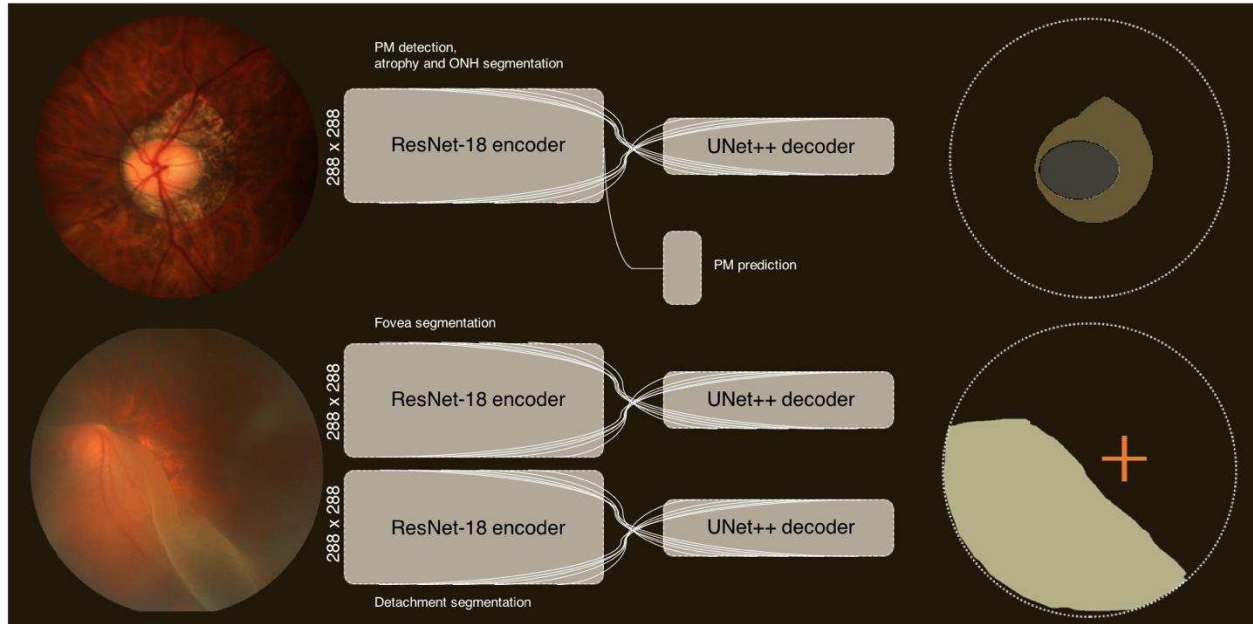 PM detection,
atrophy and ONH segmentation
288 x 288
ResNet-18 encoder
UNet++ decoder
PM prediction
Fovea segmentation
288 x 288
ResNet-18 encoder
UNet++ decoder
288 x 288
ResNet-18 encoder
UNet++ decoder
Detachment segmentation